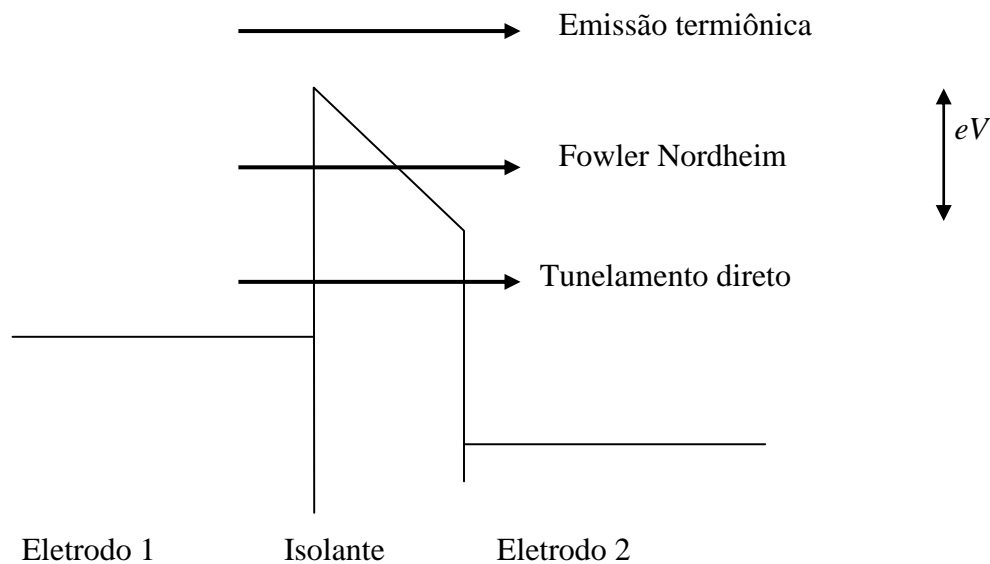 Emissão termiônica
eV
Fowler Nordheim
Tunelamento direto
Eletrodo 1 Isolante Eletrodo 2